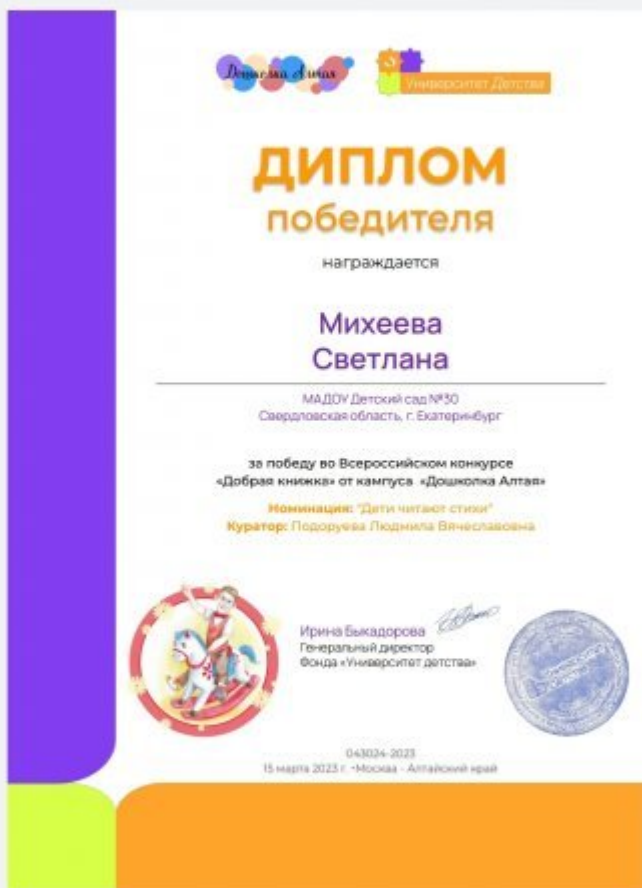 Дошколка Алтая
Университет Детства
ДИПЛОМ
победителя
награждается
Михеева
Светлана
МАДОУ Детский сад №30
Свердловская область, г. Екатеринбург
за победу во Всероссийском конкурсе
«Добрая книжка» от кампуса «Дошколка Алтая»
Номинация: "Дети читают стихи"
Куратор: Подоруева Людмила Вячеславовна
Ирина Быкадорова
Генеральный директор
Фонда «Университет детства»
043024-2023
15 марта 2023 г. -Москва - Алтайский край